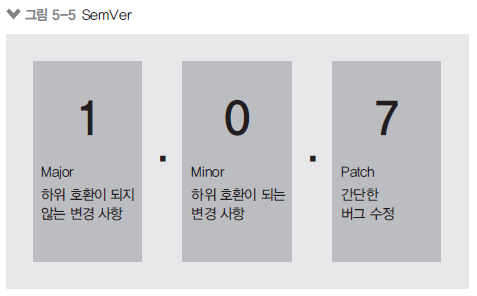 그림 5-5 SemVer
1 . 0 . 7
Major
하위 호환이 되지
않는 변경 사항
Minor
하위 호환이 되는
변경 사항
Patch
간단한
버그 수정